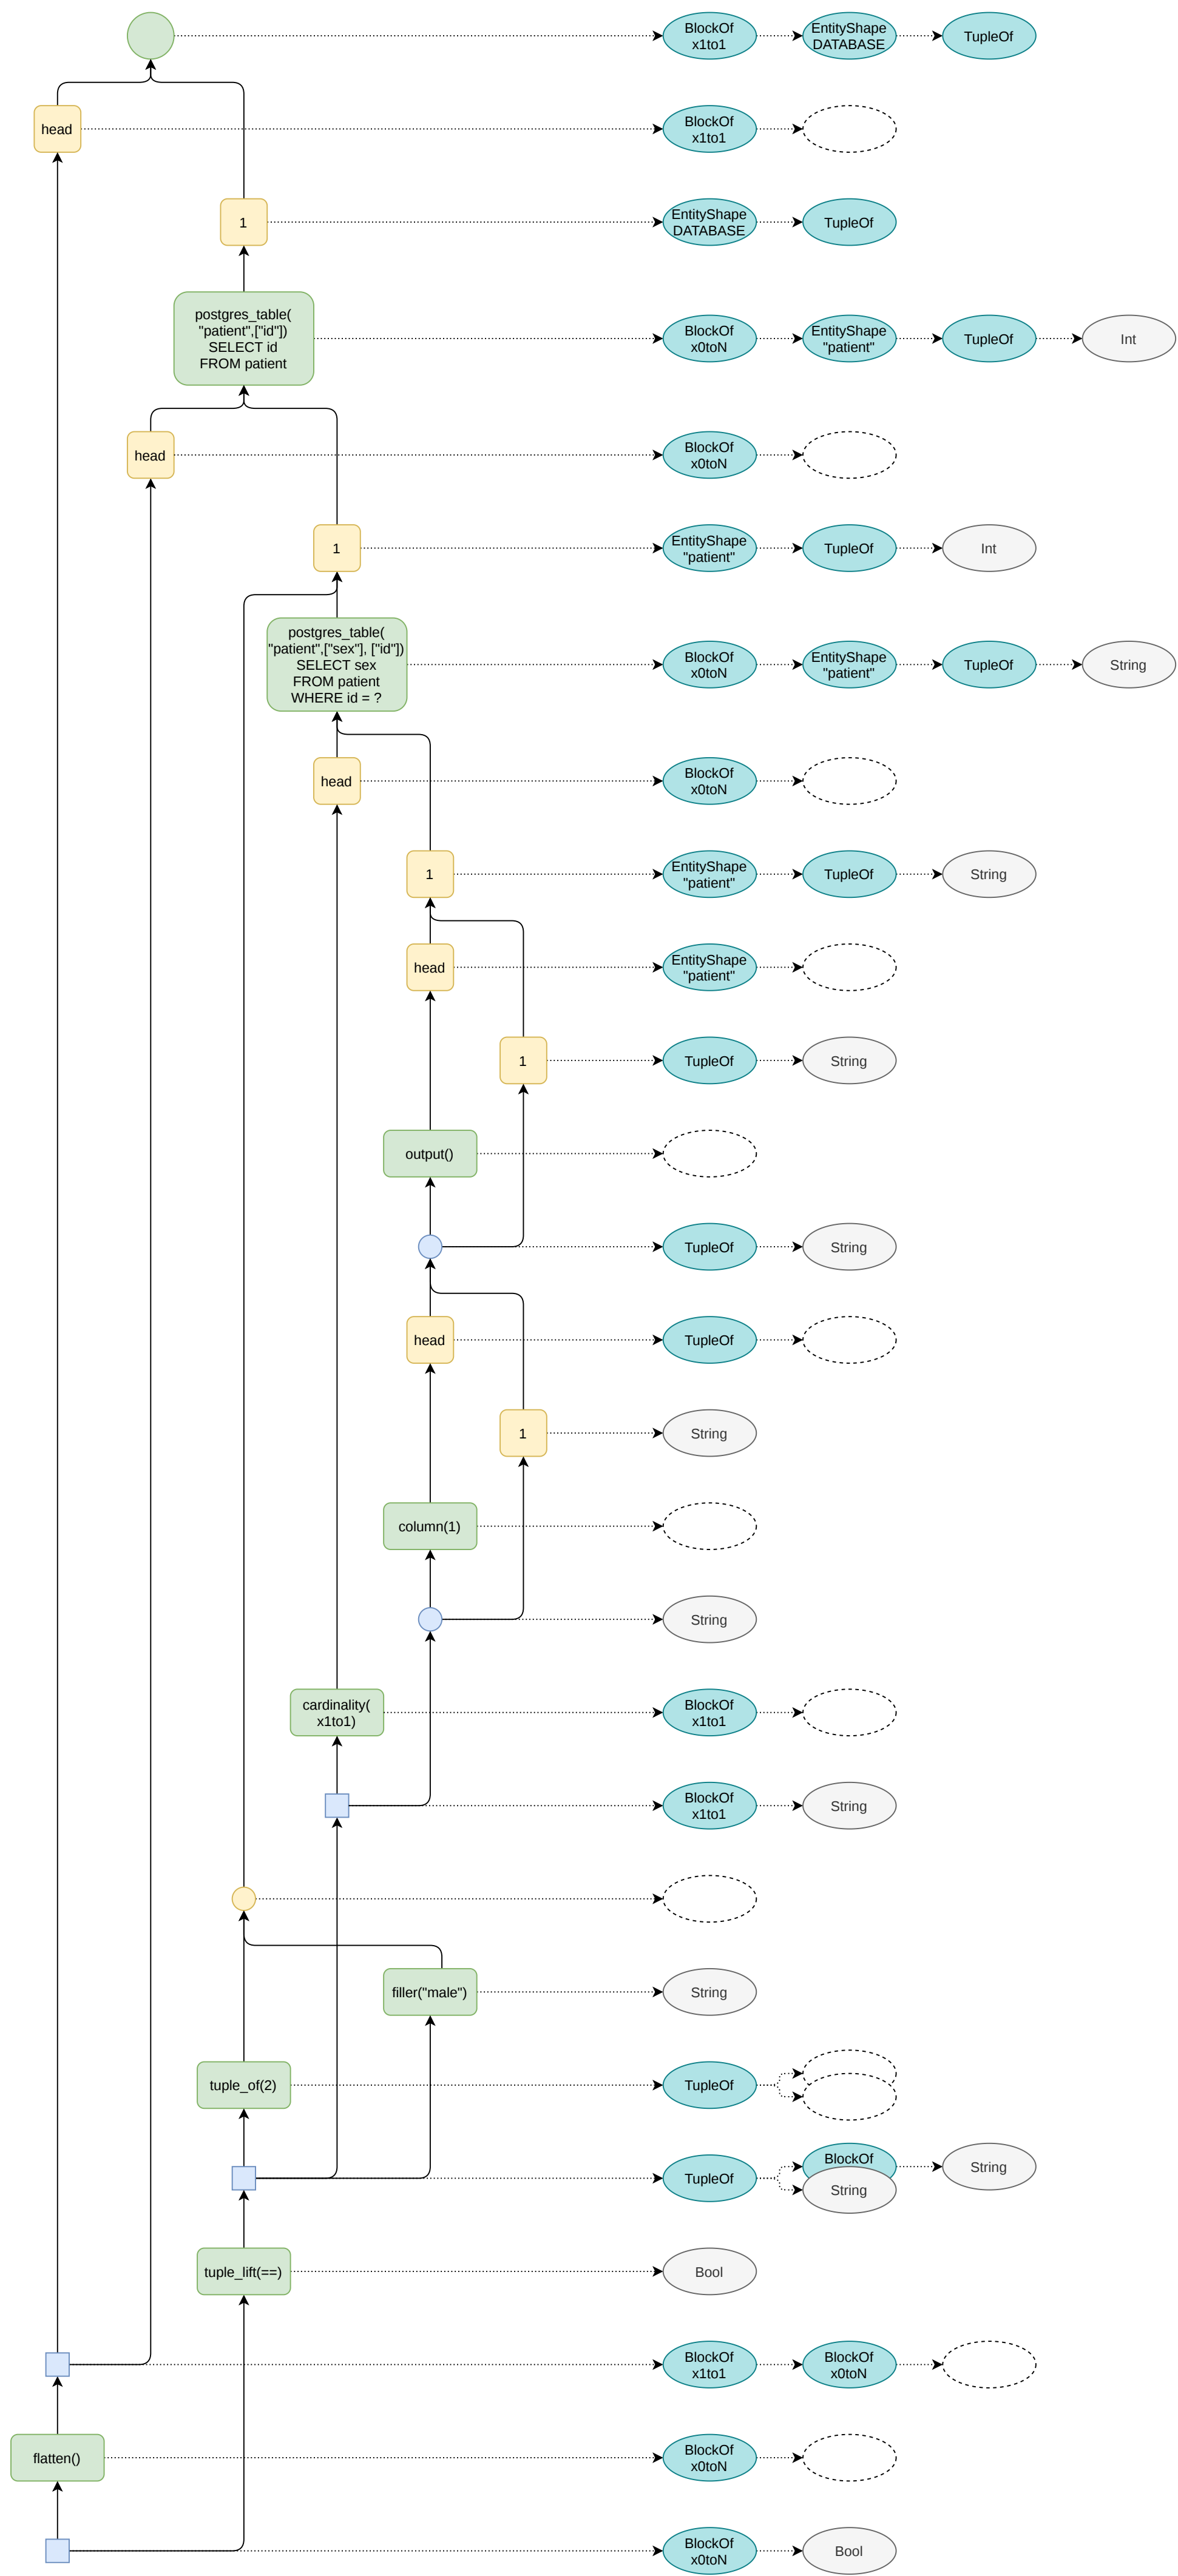 BlockOf
x1to1
EntityShape
DATABASE
TupleOf
head
BlockOf
x1to1
1
EntityShape
DATABASE
TupleOf
postgres_table(
"patient",["id"])
SELECT id
FROM patient
BlockOf
x0toN
EntityShape
"patient"
TupleOf
Int
head
BlockOf
x0toN
1
EntityShape
"patient"
TupleOf
Int
postgres_table(
"patient",["sex"], ["id"])
SELECT sex
FROM patient
WHERE id = ?
BlockOf
x0toN
EntityShape
"patient"
TupleOf
String
head
BlockOf
x0toN
1
EntityShape
"patient"
TupleOf
String
head
EntityShape
"patient"
1
TupleOf
String
output()
TupleOf
String
head
TupleOf
1
String
column(1)
String
cardinality(
x1to1)
BlockOf
x1to1
BlockOf
x1to1
String
filler("male")
String
tuple_of(2)
TupleOf
TupleOf
BlockOf
String
String
tuple_lift(==)
Bool
BlockOf
x1to1
BlockOf
x0toN
flatten()
BlockOf
x0toN
BlockOf
x0toN
Bool